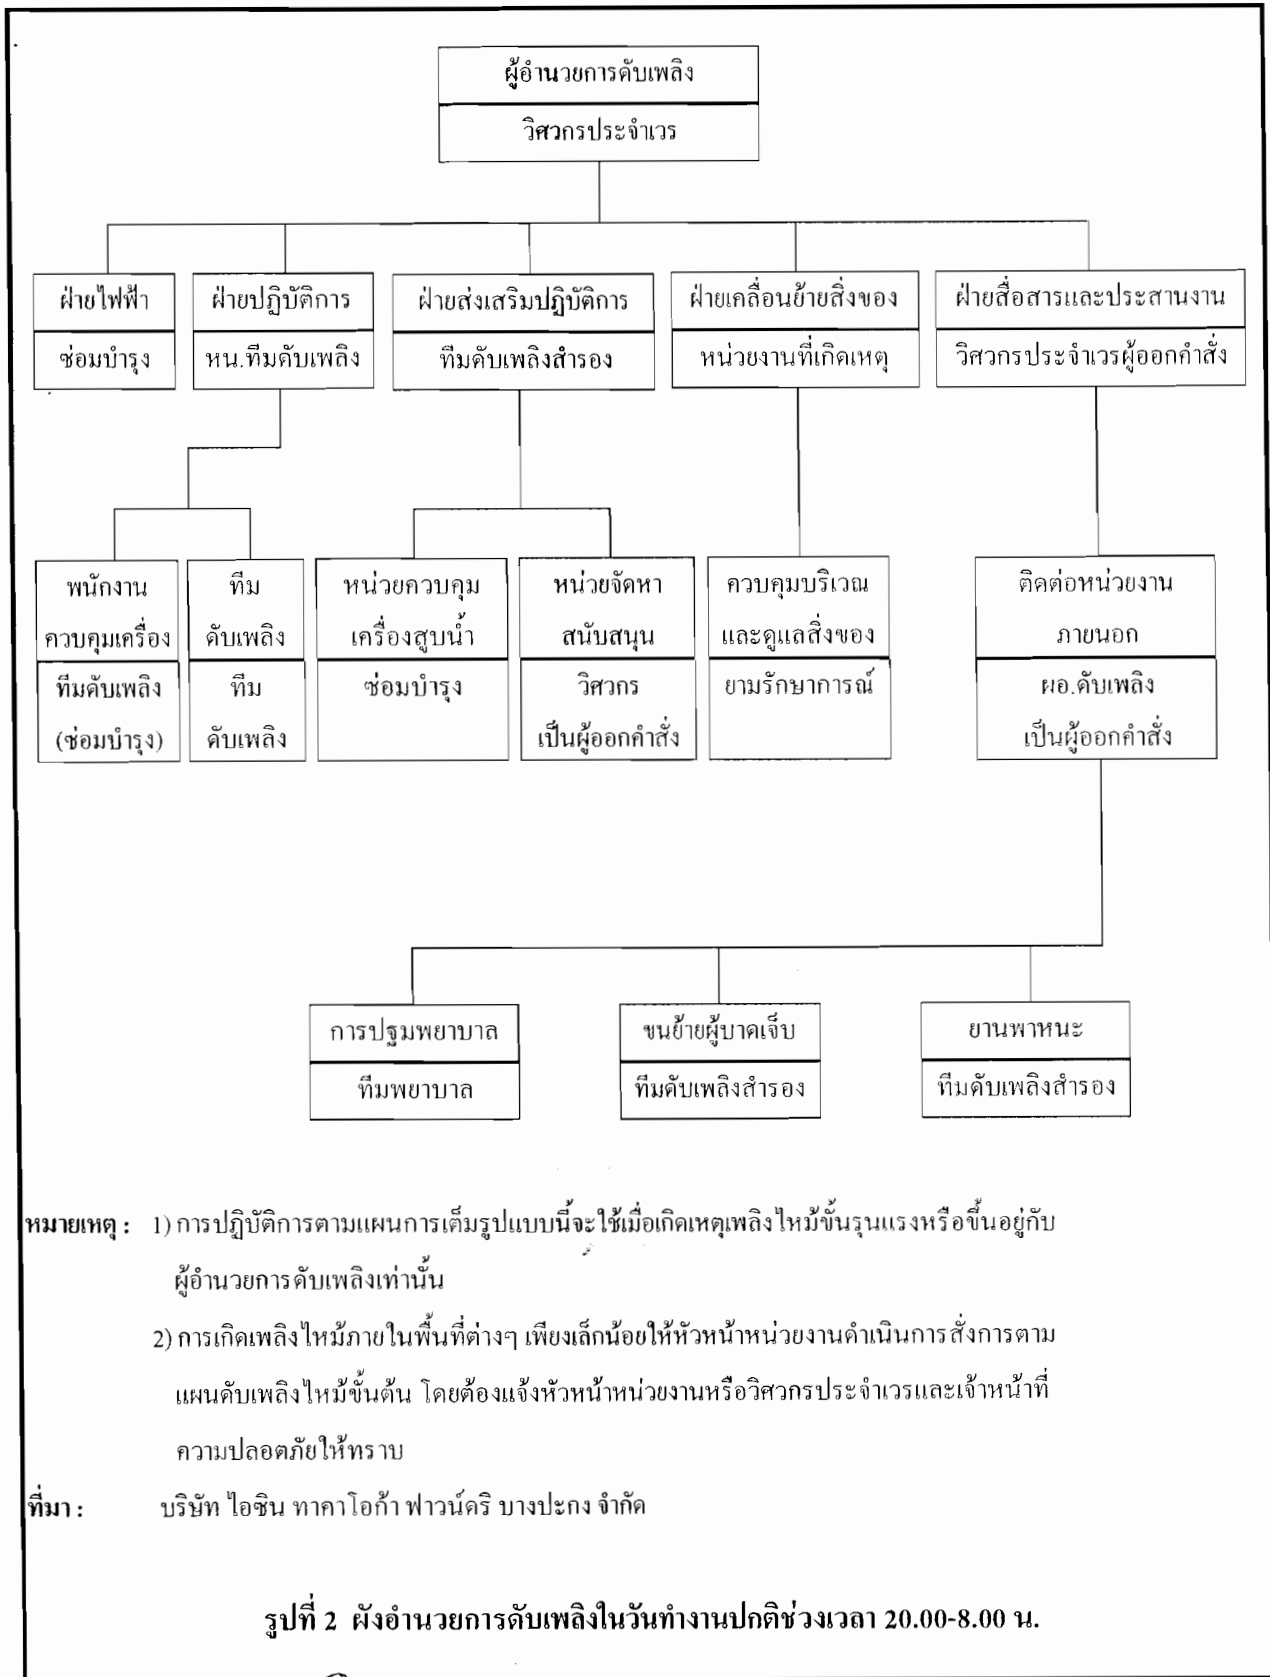 ผู้อำนวยการดับเพลิง
วิศวกรประจำเวร
ฝ่ายไฟฟ้า
ซ่อมบำรุง
ฝ่ายปฏิบัติการ
หน.ทีมดับเพลิง
ฝ่ายส่งเสริมปฏิบัติการ
ทีมดับเพลิงสำรอง
ฝ่ายเคลื่อนย้ายสิ่งของ
หน่วยงานที่เกิดเหตุ
ฝ่ายสื่อสารและประสานงาน
วิศวกรประจำเวรผู้ออกคำสั่ง
พนักงาน
ควบคุมเครื่อง
ทีมดับเพลิง
(ซ่อมบำรุง)
ทีม
ดับเพลิง
ทีม
ดับเพลิง
หน่วยควบคุม
เครื่องสูบน้ำ
ซ่อมบำรุง
หน่วยจัดหา
สนับสนุน
วิศวกร
เป็นผู้ออกคำสั่ง
ควบคุมบริเวณ
และดูแลสิ่งของ
ยามรักษาการณ์
ติดต่อหน่วยงาน
ภายนอก
ผอ.ดับเพลิง
เป็นผู้ออกคำสั่ง
การปฐมพยาบาล
ทีมพยาบาล
ขนย้ายผู้บาดเจ็บ
ทีมดับเพลิงสำรอง
ยานพาหนะ
ทีมดับเพลิงสำรอง
หมายเหตุ : 1) การปฏิบัติการตามแผนการเต็มรูปแบบนี้จะใช้เมื่อเกิดเหตุเพลิงไหม้ขั้นรุนแรงหรือขึ้นอยู่กับ
ผู้อำนวยการดับเพลิงเท่านั้น
2) การเกิดเพลิงไหม้ภายในพื้นที่ต่างๆ เพียงเล็กน้อยให้หัวหน้าหน่วยงานดำเนินการสั่งการตาม
แผนดับเพลิงไหม้ขั้นต้น โดยต้องแจ้งหัวหน้าหน่วยงานหรือวิศวกรประจำเวรและเจ้าหน้าที่
ความปลอดภัยให้ทราบ
ที่มา : บริษัท ไอซิน ทาคาโอก้า ฟาวน์ดริ บางปะกง จำกัด
รูปที่ 2 ผังอำนวยการดับเพลิงในวันทำงานปกติช่วงเวลา 20.00-8.00 น.